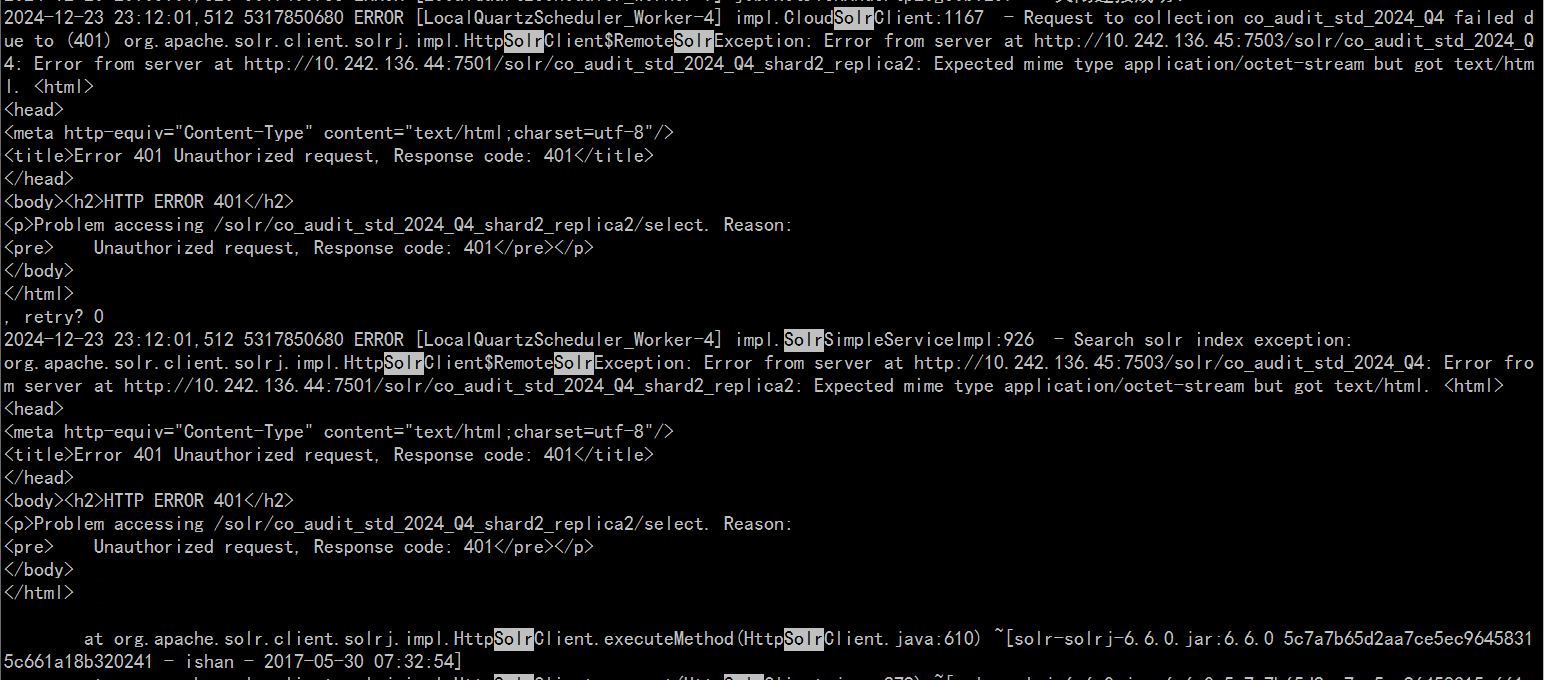 2024-12-23 23:12:01,512 5317850680 ERROR [LocalQuartzScheduler_Worker-4] impl.CloudSolrClient:1167  - Request to collection co_audit_std_2024_Q4 failed d
ue to (401) org.apache.solr.client.solrj.impl.HttpSolrClient$RemoteSolrException: Error from server at http://10.242.136.45:7503/solr/co_audit_std_2024_Q
4: Error from server at http://10.242.136.44:7501/solr/co_audit_std_2024_Q4_shard2_replica2: Expected mime type application/octet-stream but got text/htm
l. <html>
<head>
<meta http-equiv="Content-Type" content="text/html;charset=utf-8"/>
<title>Error 401 Unauthorized request, Response code: 401</title>
</head>
<body><h2>HTTP ERROR 401</h2>
<p>Problem accessing /solr/co_audit_std_2024_Q4_shard2_replica2/select. Reason:
<pre>    Unauthorized request, Response code: 401</pre></p>
</body>
</html>
, retry? 0
2024-12-23 23:12:01,512 5317850680 ERROR [LocalQuartzScheduler_Worker-4] impl.SolrSimpleServiceImpl:926  - Search solr index exception:
org.apache.solr.client.solrj.impl.HttpSolrClient$RemoteSolrException: Error from server at http://10.242.136.45:7503/solr/co_audit_std_2024_Q4: Error fro
m server at http://10.242.136.44:7501/solr/co_audit_std_2024_Q4_shard2_replica2: Expected mime type application/octet-stream but got text/html. <html>
<head>
<meta http-equiv="Content-Type" content="text/html;charset=utf-8"/>
<title>Error 401 Unauthorized request, Response code: 401</title>
</head>
<body><h2>HTTP ERROR 401</h2>
<p>Problem accessing /solr/co_audit_std_2024_Q4_shard2_replica2/select. Reason:
<pre>    Unauthorized request, Response code: 401</pre></p>
</body>
</html>
at org.apache.solr.client.solrj.impl.HttpSolrClient.executeMethod(HttpSolrClient.java:610) ~[solr-solrj-6.6.0.jar:6.6.0 5c7a7b65d2aa7ce5ec9645831
5c661a18b320241 - ishan - 2017-05-30 07:32:54]